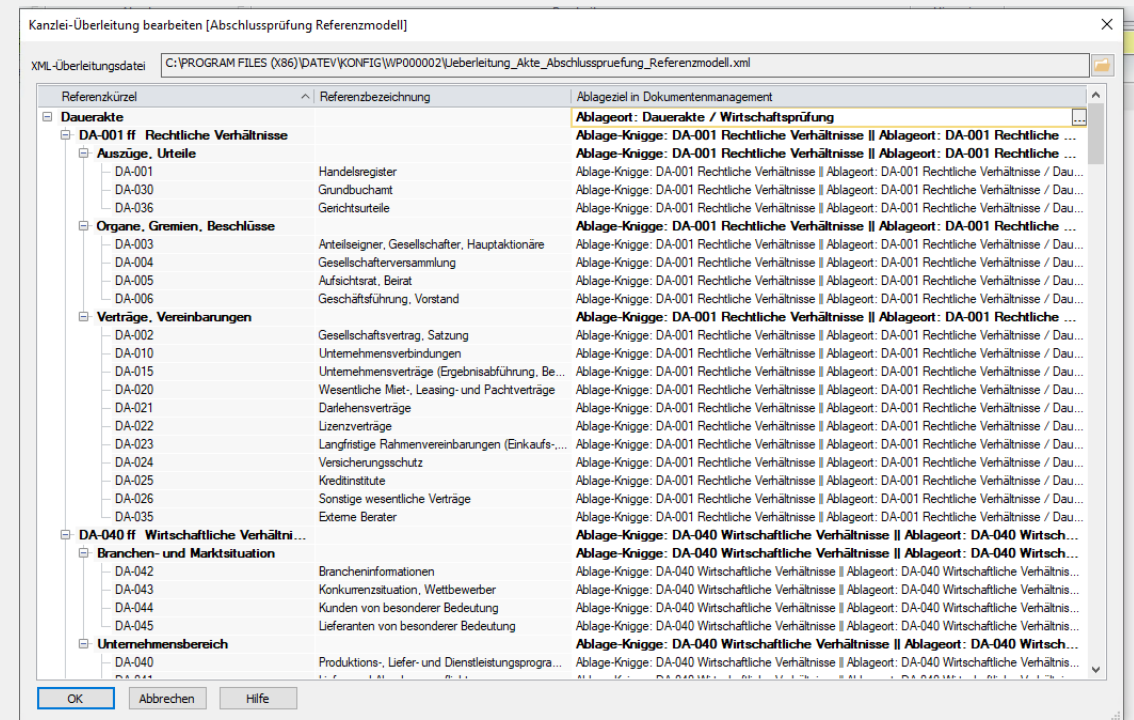 Kanzlei-Überleitung bearbeiten [Abschlussprüfung Referenzmodell]
XML-Überleitungsdatei C:\PROGRAM FILES (X86)\DATEV\KONFIG\WP000002\Ueberleitung_Akte_Abschlusspruefung_Referenzmodell.xml
Referenzkürzel Referenzbezeichnung Ablageziel in Dokumentenmanagement
Dauerakte Ablageort: Dauerakte / Wirtschaftsprüfung ...
DA-001 ff Rechtliche Verhältnisse Ablage-Knigge: DA-001 Rechtliche Verhältnisse || Ablageort: DA-001 Rechtliche ...
Auszüge, Urteile Ablage-Knigge: DA-001 Rechtliche Verhältnisse || Ablageort: DA-001 Rechtliche ...
DA-001 Handelsregister Ablage-Knigge: DA-001 Rechtliche Verhältnisse || Ablageort: DA-001 Rechtliche Verhältnisse / Dau...
DA-030 Grundbuchamt Ablage-Knigge: DA-001 Rechtliche Verhältnisse || Ablageort: DA-001 Rechtliche Verhältnisse / Dau...
DA-036 Gerichtsurteile Ablage-Knigge: DA-001 Rechtliche Verhältnisse || Ablageort: DA-001 Rechtliche Verhältnisse / Dau...
Organe, Gremien, Beschlüsse Ablage-Knigge: DA-001 Rechtliche Verhältnisse || Ablageort: DA-001 Rechtliche ...
DA-003 Anteilseigner, Gesellschafter, Hauptaktionäre Ablage-Knigge: DA-001 Rechtliche Verhältnisse || Ablageort: DA-001 Rechtliche Verhältnisse / Dau...
DA-004 Gesellschafterversammlung Ablage-Knigge: DA-001 Rechtliche Verhältnisse || Ablageort: DA-001 Rechtliche Verhältnisse / Dau...
DA-005 Aufsichtsrat, Beirat Ablage-Knigge: DA-001 Rechtliche Verhältnisse || Ablageort: DA-001 Rechtliche Verhältnisse / Dau...
DA-006 Geschäftsführung, Vorstand Ablage-Knigge: DA-001 Rechtliche Verhältnisse || Ablageort: DA-001 Rechtliche Verhältnisse / Dau...
Verträge, Vereinbarungen Ablage-Knigge: DA-001 Rechtliche Verhältnisse || Ablageort: DA-001 Rechtliche ...
DA-002 Gesellschaftsvertrag, Satzung Ablage-Knigge: DA-001 Rechtliche Verhältnisse || Ablageort: DA-001 Rechtliche Verhältnisse / Dau...
DA-010 Unternehmensverbindungen Ablage-Knigge: DA-001 Rechtliche Verhältnisse || Ablageort: DA-001 Rechtliche Verhältnisse / Dau...
DA-015 Unternehmensverträge (Ergebnisabführung, Be... Ablage-Knigge: DA-001 Rechtliche Verhältnisse || Ablageort: DA-001 Rechtliche Verhältnisse / Dau...
DA-020 Wesentliche Miet-, Leasing- und Pachtverträge Ablage-Knigge: DA-001 Rechtliche Verhältnisse || Ablageort: DA-001 Rechtliche Verhältnisse / Dau...
DA-021 Darlehensverträge Ablage-Knigge: DA-001 Rechtliche Verhältnisse || Ablageort: DA-001 Rechtliche Verhältnisse / Dau...
DA-022 Lizenzverträge Ablage-Knigge: DA-001 Rechtliche Verhältnisse || Ablageort: DA-001 Rechtliche Verhältnisse / Dau...
DA-023 Langfristige Rahmenvereinbarungen (Einkaufs-,... Ablage-Knigge: DA-001 Rechtliche Verhältnisse || Ablageort: DA-001 Rechtliche Verhältnisse / Dau...
DA-024 Versicherungsschutz Ablage-Knigge: DA-001 Rechtliche Verhältnisse || Ablageort: DA-001 Rechtliche Verhältnisse / Dau...
DA-025 Kreditinstitute Ablage-Knigge: DA-001 Rechtliche Verhältnisse || Ablageort: DA-001 Rechtliche Verhältnisse / Dau...
DA-026 Sonstige wesentliche Verträge Ablage-Knigge: DA-001 Rechtliche Verhältnisse || Ablageort: DA-001 Rechtliche Verhältnisse / Dau...
DA-035 Externe Berater Ablage-Knigge: DA-001 Rechtliche Verhältnisse || Ablageort: DA-001 Rechtliche Verhältnisse / Dau...
DA-040 ff Wirtschaftliche Verhältni... Ablage-Knigge: DA-040 Wirtschaftliche Verhältnisse || Ablageort: DA-040 Wirtsch...
Branchen- und Marktsituation Ablage-Knigge: DA-040 Wirtschaftliche Verhältnisse || Ablageort: DA-040 Wirtsch...
DA-042 Brancheninformationen Ablage-Knigge: DA-040 Wirtschaftliche Verhältnisse || Ablageort: DA-040 Wirtschaftliche Verhältnis...
DA-043 Konkurrenzsituation, Wettbewerber Ablage-Knigge: DA-040 Wirtschaftliche Verhältnisse || Ablageort: DA-040 Wirtschaftliche Verhältnis...
DA-044 Kunden von besonderer Bedeutung Ablage-Knigge: DA-040 Wirtschaftliche Verhältnisse || Ablageort: DA-040 Wirtschaftliche Verhältnis...
DA-045 Lieferanten von besonderer Bedeutung Ablage-Knigge: DA-040 Wirtschaftliche Verhältnisse || Ablageort: DA-040 Wirtschaftliche Verhältnis...
Unternehmensbereich Ablage-Knigge: DA-040 Wirtschaftliche Verhältnisse || Ablageort: DA-040 Wirtsch...
DA-040 Produktions-, Liefer- und Dienstleistungsprogra... Ablage-Knigge: DA-040 Wirtschaftliche Verhältnisse || Ablageort: DA-040 Wirtschaftliche Verhältnis...
OK Abbrechen Hilfe